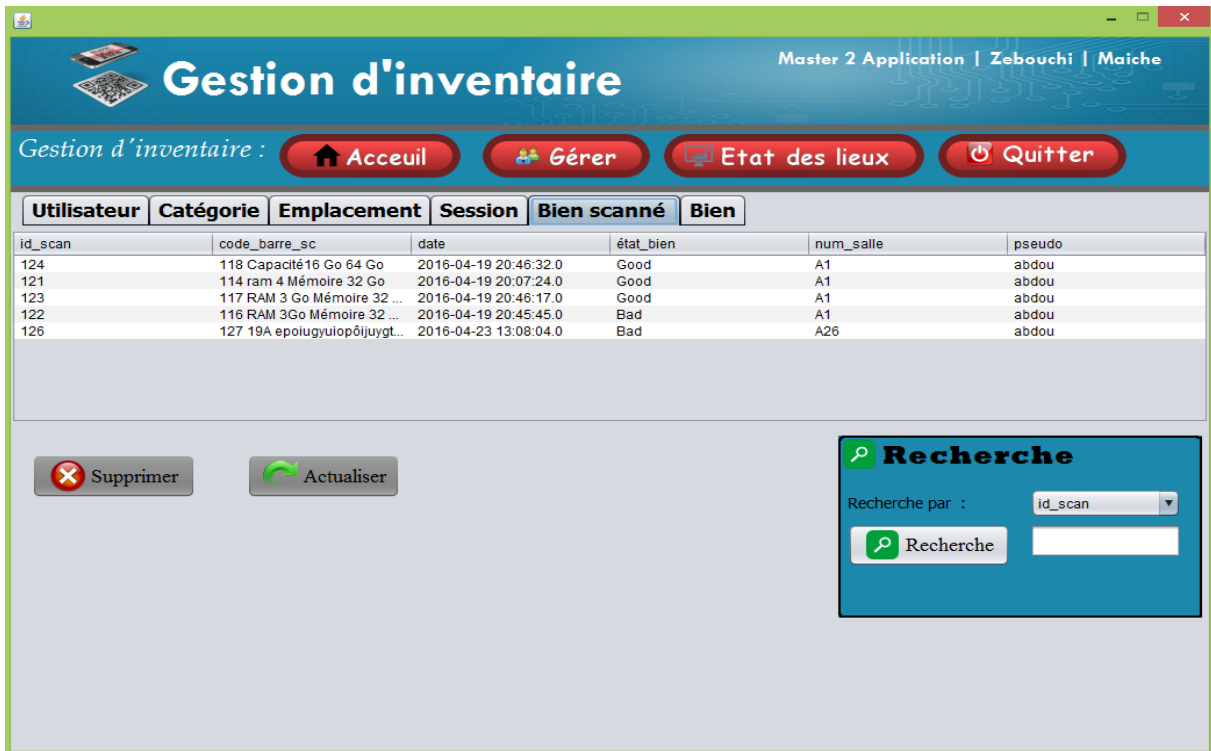 Master 2 Application | Zebouchi | Maiche
Gestion d'inventaire
Gestion d'inventaire : Acceuil Gérer Etat des lieux Quitter
Utilisateur Catégorie Emplacement Session Bien scanné Bien
id_scan code_barre_sc date état_bien num_salle pseudo
124 118 Capacité16 Go 64 Go 2016-04-19 20:46:32.0 Good A1 abdou
121 114 ram 4 Mémoire 32 Go 2016-04-19 20:07:24.0 Good A1 abdou
123 117 RAM 3 Go Mémoire 32 ... 2016-04-19 20:46:17.0 Good A1 abdou
122 116 RAM 3Go Mémoire 32 ... 2016-04-19 20:45:45.0 Bad A1 abdou
126 127 19A epoiugyuiopôijuygt... 2016-04-23 13:08:04.0 Bad A26 abdou
Supprimer Actualiser
Recherche
Recherche par : id_scan
Recherche